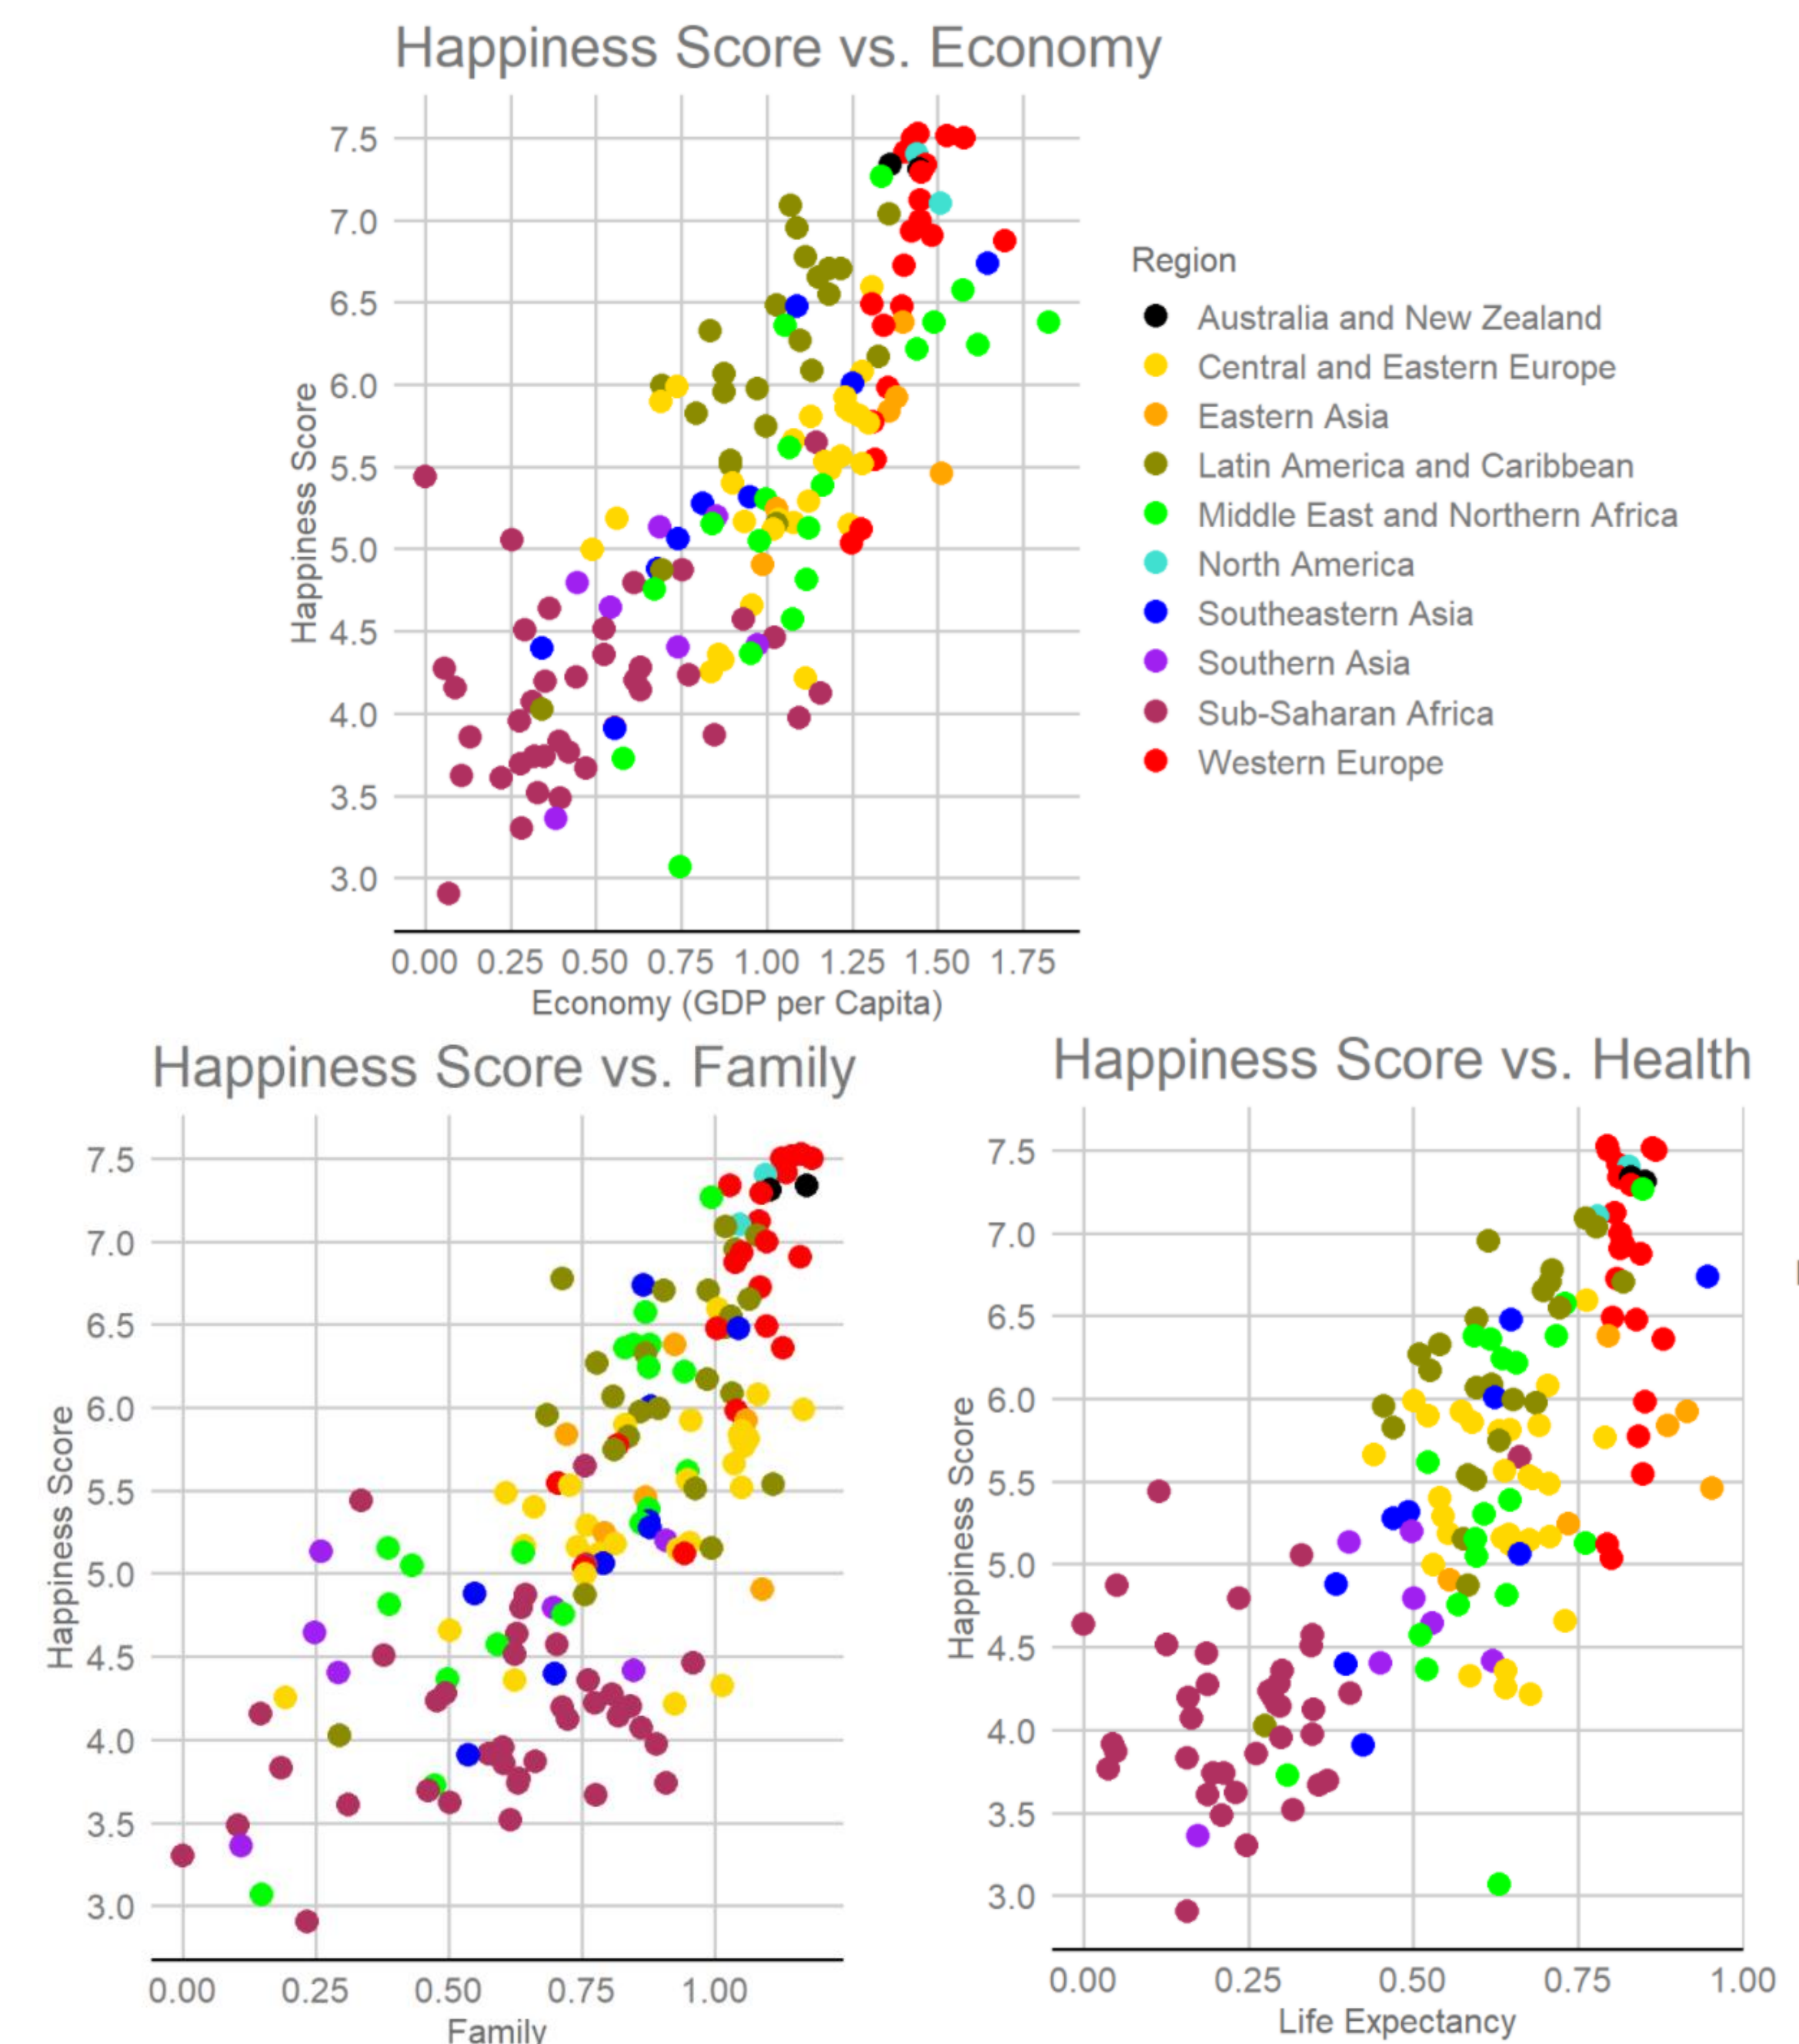 Happiness Score vs. Economy
7.5
7.0
6.5
6.0
5.5
5.0
4.5
4.0
3.5
3.0
Happiness Score
0.00 0.25 0.50 0.75 1.00 1.25 1.50 1.75
Economy (GDP per Capita)
Region
Australia and New Zealand
Central and Eastern Europe
Eastern Asia
Latin America and Caribbean
Middle East and Northern Africa
North America
Southeastern Asia
Southern Asia
Sub-Saharan Africa
Western Europe
Happiness Score vs. Family
7.5
7.0
6.5
6.0
5.5
5.0
4.5
4.0
3.5
3.0
Happiness Score
0.00 0.25 0.50 0.75 1.00
Family
Happiness Score vs. Health
7.5
7.0
6.5
6.0
5.5
5.0
4.5
4.0
3.5
3.0
Happiness Score
0.00 0.25 0.50 0.75 1.00
Life Expectancy